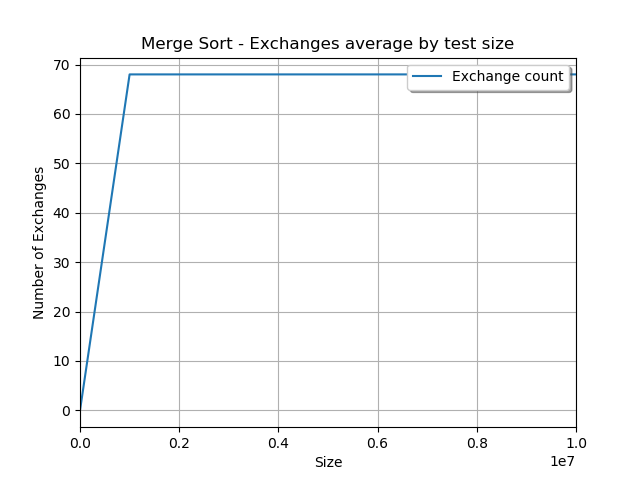 Merge Sort - Exchanges average by test size
Exchange count
Number of Exchanges
70
60
50
40
30
20
10
0
0.0 0.2 0.4 0.6 0.8 1.0
1e7
Size